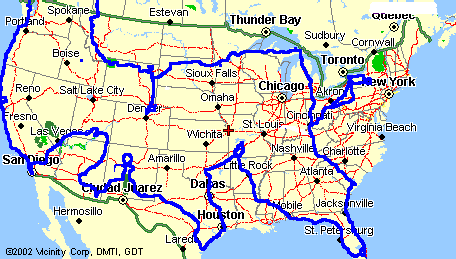 Quebec
Spokane
Estevan
Thunder Bay
Portland
Sudbury
Cornwall
Boise
Toronto
Sioux Falls
New York
Reno
Salt Lake City
Omaha
Chicago
Akron
Denver
Cincinnati
Fresno
Las Vegas
Wichita
St. Louis
Virginia Beach
San Diego
Amarillo
Nashville
Charlotte
Little Rock
Ciudad Juarez
Dallas
Atlanta
Hermosillo
Houston
Mobile
Jacksonville
St. Petersburg
Laredo
©2002 Vicinity Corp, DMTI, GDT